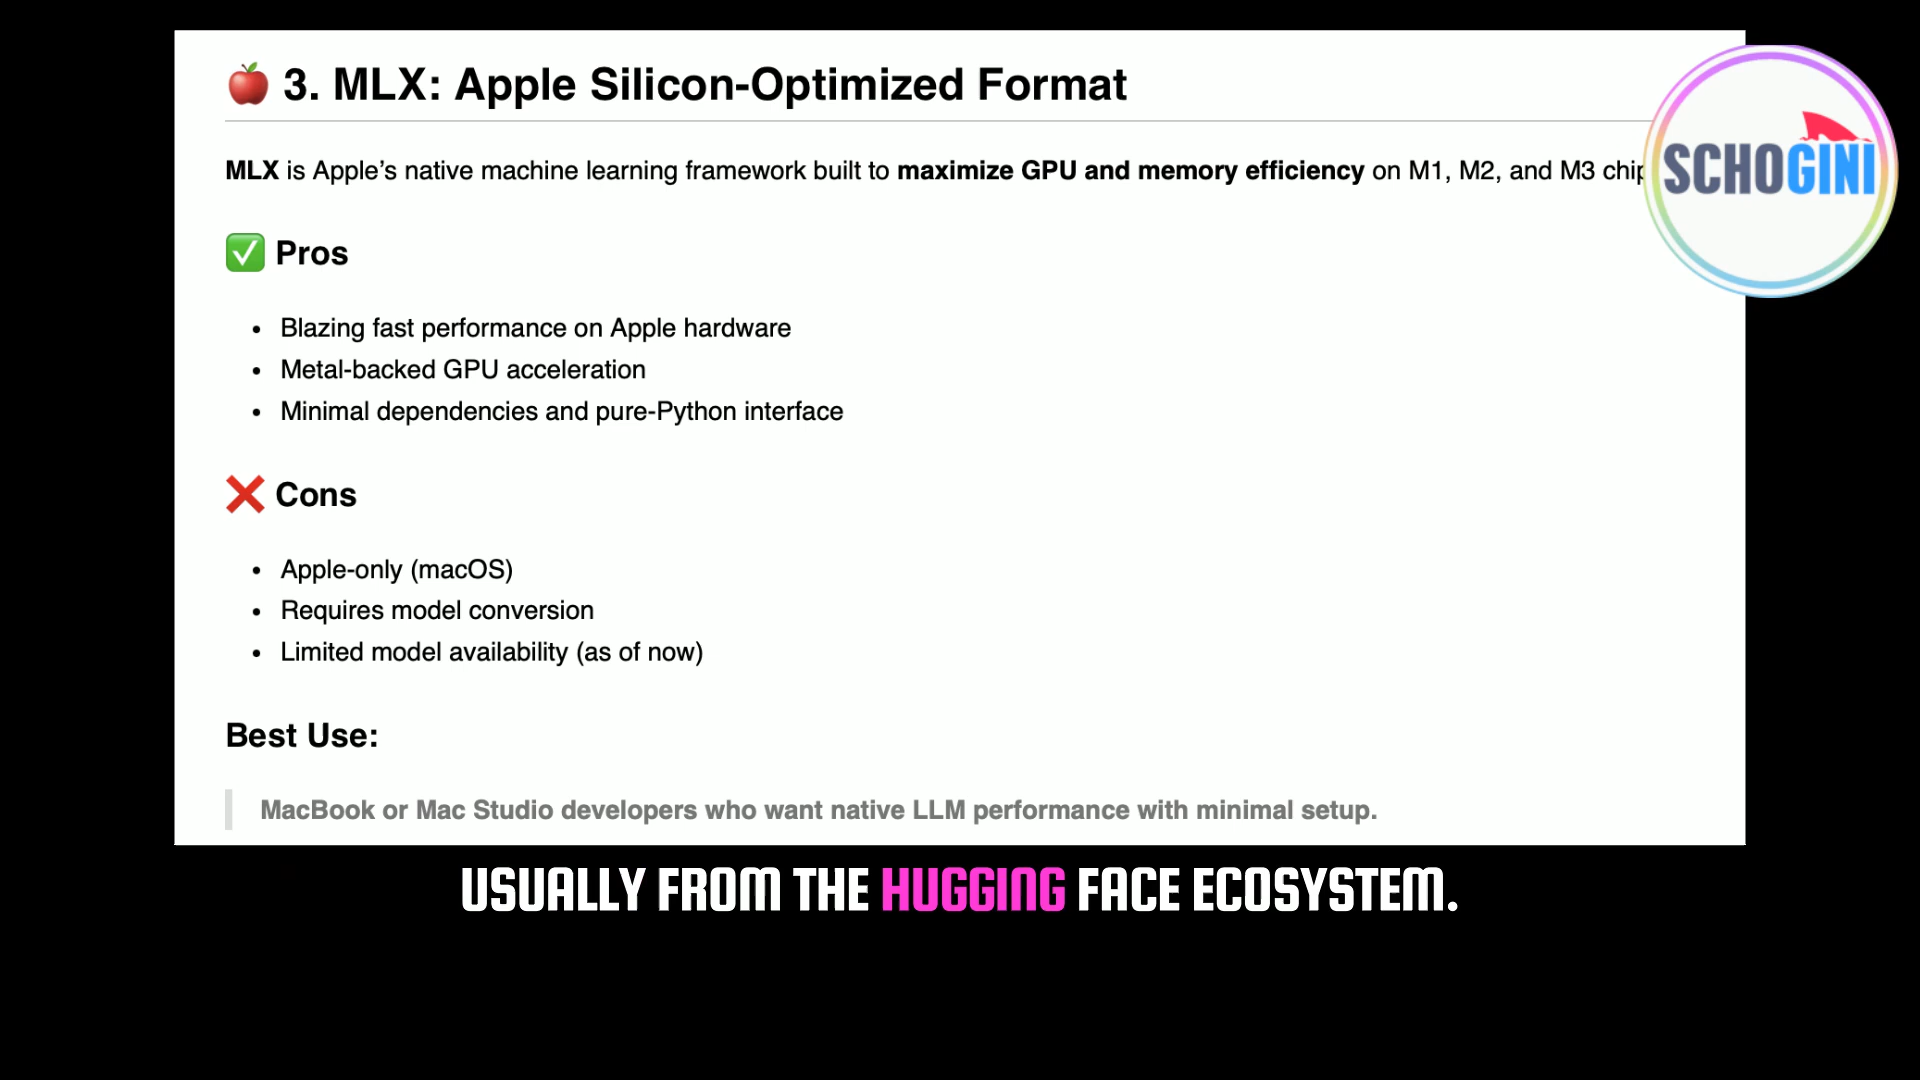 🍎 3. MLX: Apple Silicon-Optimized Format
MLX is Apple’s native machine learning framework built to maximize GPU and memory efficiency on M1, M2, and M3
SCHOGINI
✅ Pros
• Blazing fast performance on Apple hardware
• Metal-backed GPU acceleration
• Minimal dependencies and pure-Python interface
❌ Cons
• Apple-only (macOS)
• Requires model conversion
• Limited model availability (as of now)
Best Use:
MacBook or Mac Studio developers who want native LLM performance with minimal setup.
USUALLY FROM THE HUGGING FACE ECOSYSTEM.